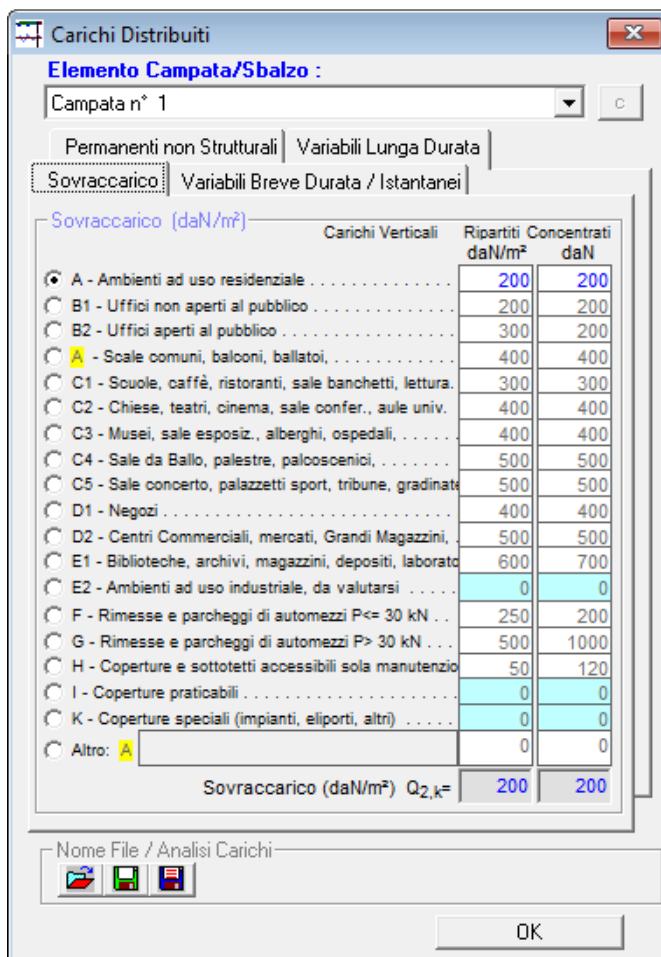 Carichi Distribuiti
Elemento Campata/Sbalzo :
Campata n° 1
c
Permanenti non Strutturali Variabili Lunga Durata
Sovraccarico Variabili Breve Durata / Istantanei
Sovraccarico (daN/m²)
Carichi Verticali Ripartiti Concentrati
daN/m² daN
A - Ambienti ad uso residenziale . . . . . . . . . . . . . . 200 200
B1 - Uffici non aperti al pubblico . . . . . . . . . . . . . . 200 200
B2 - Uffici aperti al pubblico . . . . . . . . . . . . . . . . . 300 200
A - Scale comuni, balconi, ballatoi, . . . . . . . . . . . . 400 400
C1 - Scuole, caffè, ristoranti, sale banchetti, lettura. 300 300
C2 - Chiese, teatri, cinema, sale confer., aule univ. 400 400
C3 - Musei, sale esposiz., alberghi, ospedali, . . . . . 400 400
C4 - Sale da Ballo, palestre, palcoscenici, . . . . . . . 500 500
C5 - Sale concerto, palazzetti sport, tribune, gradinate 500 500
D1 - Negozi . . . . . . . . . . . . . . . . . . . . . . . . . . . . 400 400
D2 - Centri Commerciali, mercati, Grandi Magazzini, . 500 500
E1 - Biblioteche, archivi, magazzini, depositi, laborato 600 700
E2 - Ambienti ad uso industriale, da valutarsi . . . . . 0 0
F - Rimesse e parcheggi di automezzi P<= 30 kN . . 250 200
G - Rimesse e parcheggi di automezzi P> 30 kN . . . 500 1000
H - Coperture e sottotetti accessibili sola manutenzio 50 120
I - Coperture praticabili . . . . . . . . . . . . . . . . . . . . 0 0
K - Coperture speciali (impianti, eliporti, altri) . . . . . 0 0
Altro: A 0 0
Sovraccarico (daN/m²) Q2,k= 200 200
Nome File / Analisi Carichi
OK